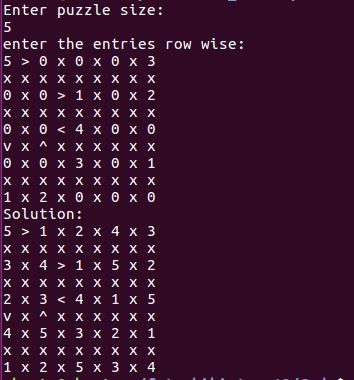 Enter puzzle size:
5
enter the entries row wise:
5 > 0 x 0 x 0 x 3
x x x x x x x x x
0 x 0 > 1 x 0 x 2
x x x x x x x x x
0 x 0 < 4 x 0 x 0
v x ^ x x x x x x
0 x 0 x 3 x 0 x 1
x x x x x x x x x
1 x 2 x 0 x 0 x 0
Solution:
5 > 1 x 2 x 4 x 3
x x x x x x x x x
3 x 4 > 1 x 5 x 2
x x x x x x x x x
2 x 3 < 4 x 1 x 5
v x ^ x x x x x x
4 x 5 x 3 x 2 x 1
x x x x x x x x x
1 x 2 x 5 x 3 x 4